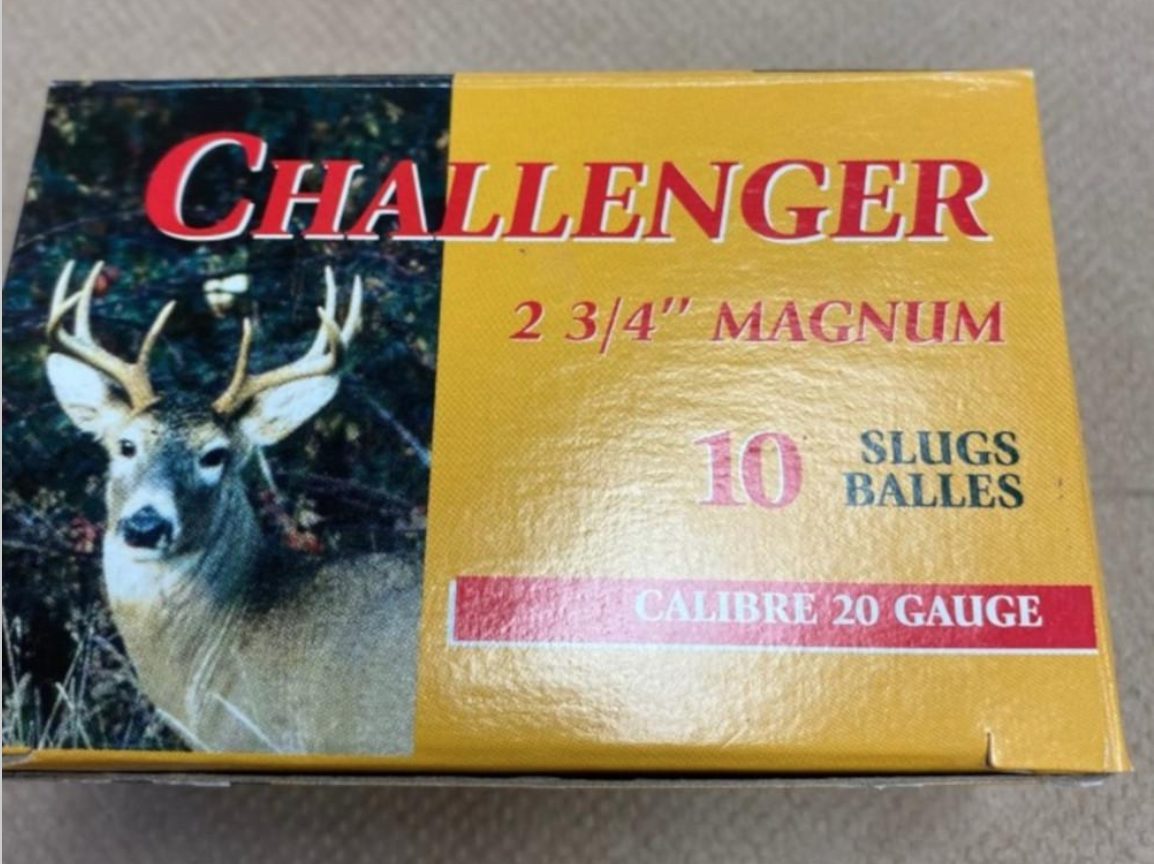 CHALLENGER
2 3/4" MAGNUM
10 SLUGS
BALLES
CALIBRE 20 GAUGE